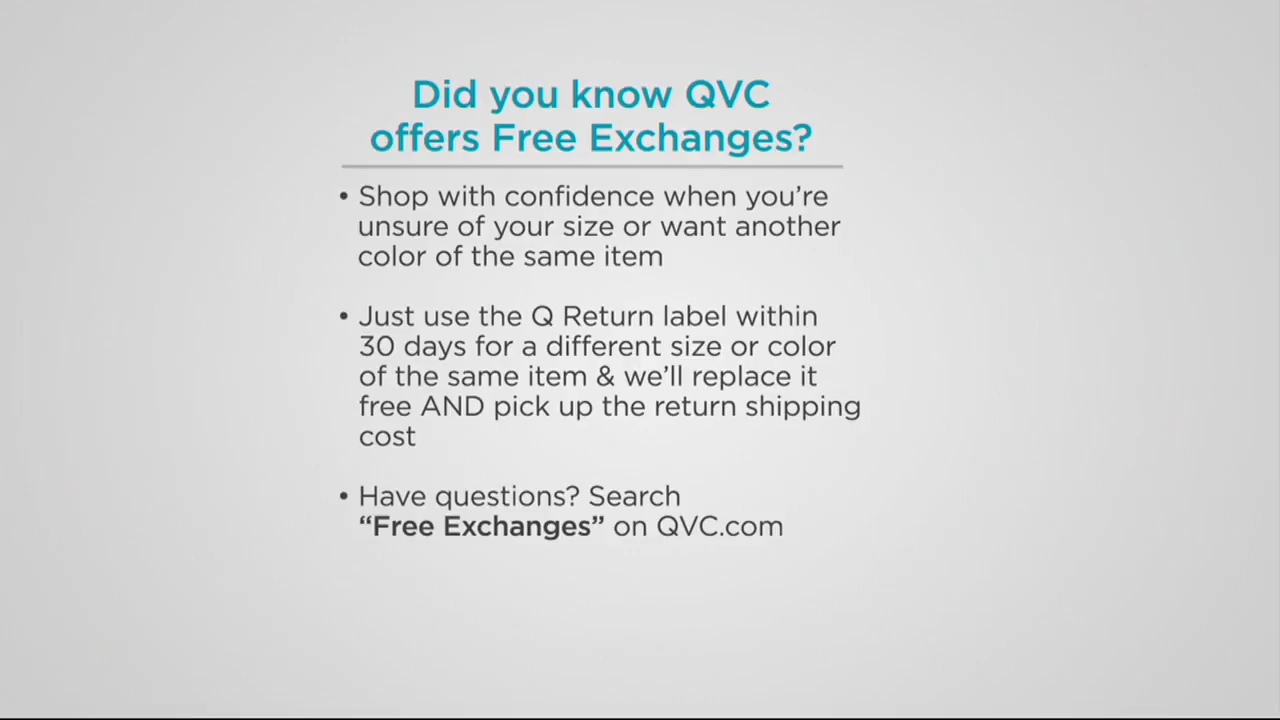 Did you know QVC
offers Free Exchanges?
• Shop with confidence when you're
unsure of your size or want another
color of the same item
• Just use the Q Return label within
30 days for a different size or color
of the same item & we'll replace it
free AND pick up the return shipping
cost
• Have questions? Search
“Free Exchanges” on QVC.com